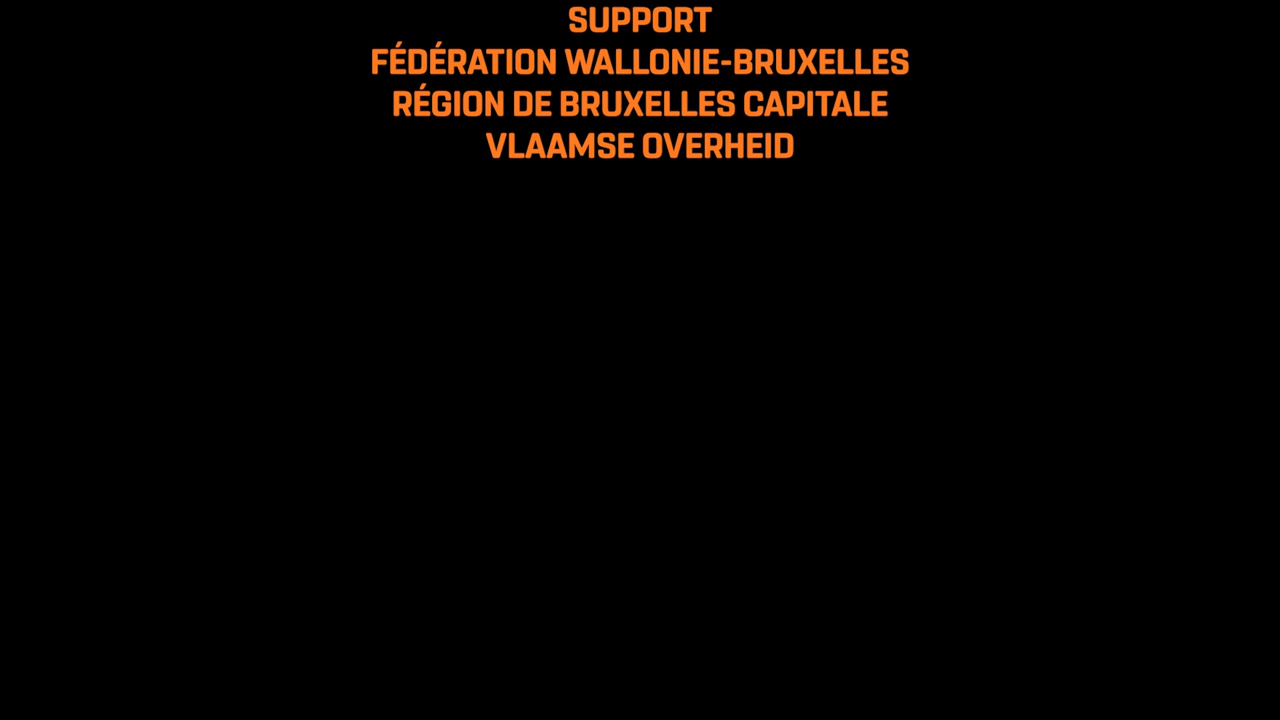 SUPPORT
FÉDÉRATION WALLONIE-BRUXELLES
RÉGION DE BRUXELLES CAPITALE
VLAAMSE OVERHEID